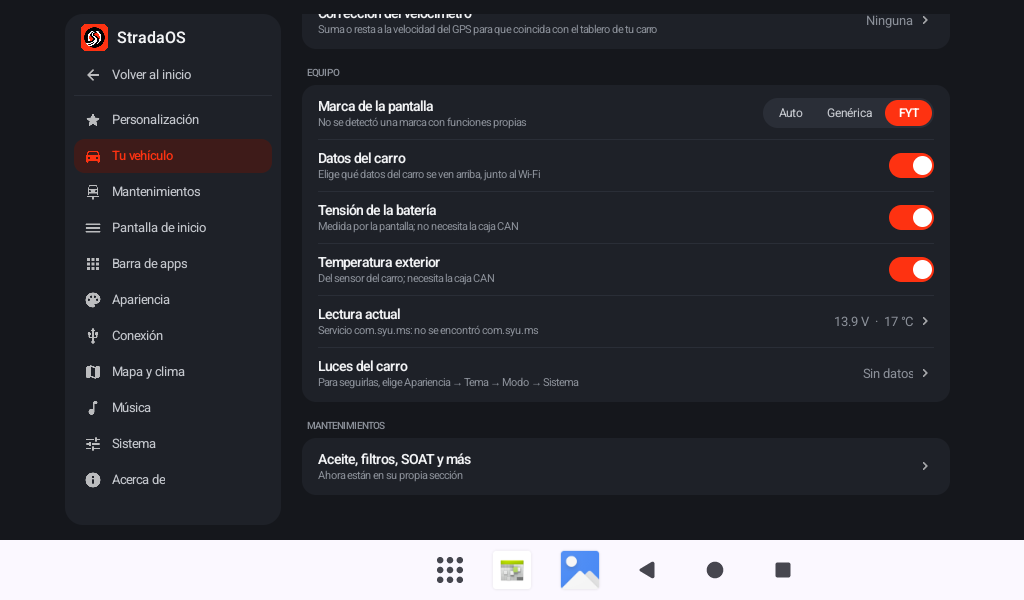 StradaOS
Volver al inicio
Personalización
Tu vehículo
Mantenimientos
Pantalla de inicio
Barra de apps
Apariencia
Conexión
Mapa y clima
Música
Sistema
Acerca de
Corrección del velocímetro
Suma o resta a la velocidad del GPS para que coincida con el tablero de tu carro
Ninguna
EQUIPO
Marca de la pantalla
No se detectó una marca con funciones propias
Auto Genérica FYT
Datos del carro
Elige qué datos del carro se ven arriba, junto al Wi-Fi
Tensión de la batería
Medida por la pantalla; no necesita la caja CAN
Temperatura exterior
Del sensor del carro; necesita la caja CAN
Lectura actual
Servicio com.syu.ms: no se encontró com.syu.ms
13.9 V · 17 °C
Luces del carro
Para seguirlas, elige Apariencia → Tema → Modo → Sistema
Sin datos
MANTENIMIENTOS
Aceite, filtros, SOAT y más
Ahora están en su propia sección